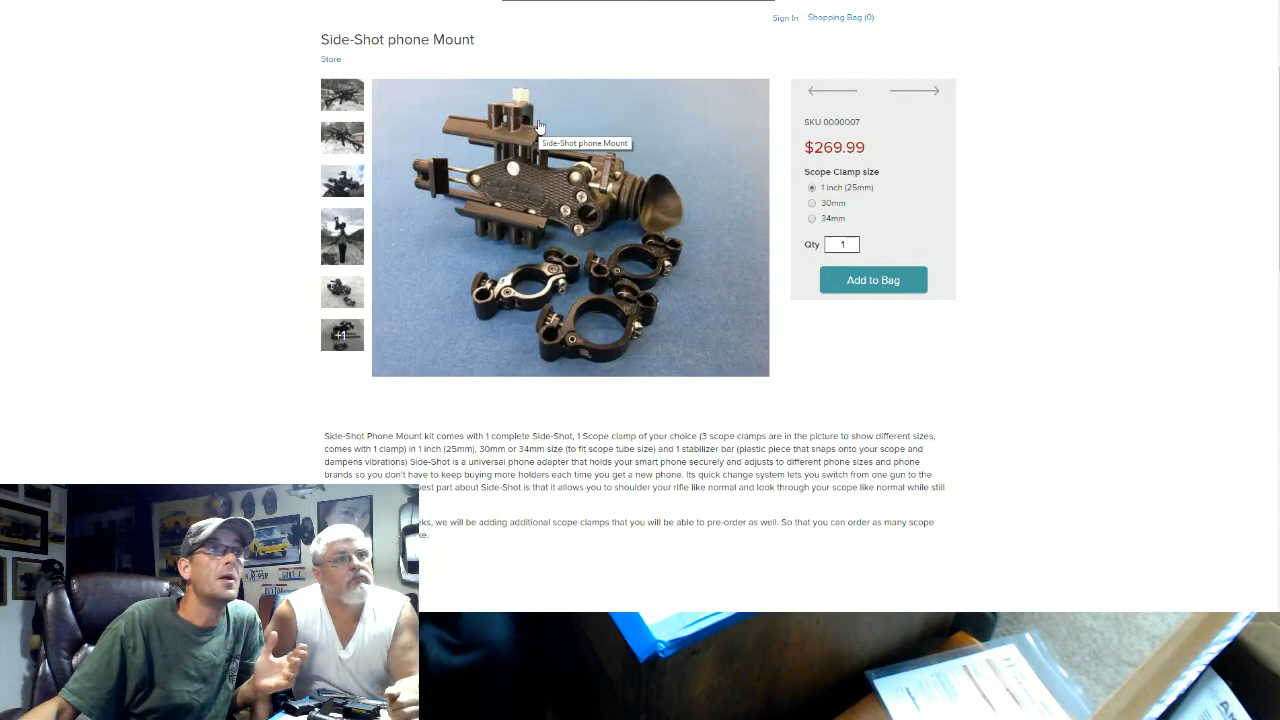 Sign In Shopping Bag (0)
Side-Shot phone Mount
Store
+1
Side-Shot phone Mount
SKU 0000007
$269.99
Scope Clamp size
1 inch (25mm)
30mm
34mm
Qty 1
Add to Bag
Side-Shot Phone Mount kit comes with 1 complete Side-Shot, 1 Scope clamp of your choice (3 scope clamps are in the picture to show different sizes,
comes with 1 clamp) in 1 inch (25mm), 30mm or 34mm size (to fit scope tube size) and 1 stabilizer bar (plastic piece that snaps onto your scope and
dampens vibrations) Side-Shot is a universal phone adapter that holds your smart phone securely and adjusts to different phone sizes and phone
brands so you don't have to keep buying more holders each time you get a new phone. Its quick change system lets you switch from one gun to the
part about Side-Shot is that it allows you to shoulder your rifle like normal and look through your scope like normal while still
we will be adding additional scope clamps that you will be able to pre-order as well. So that you can order as many scope